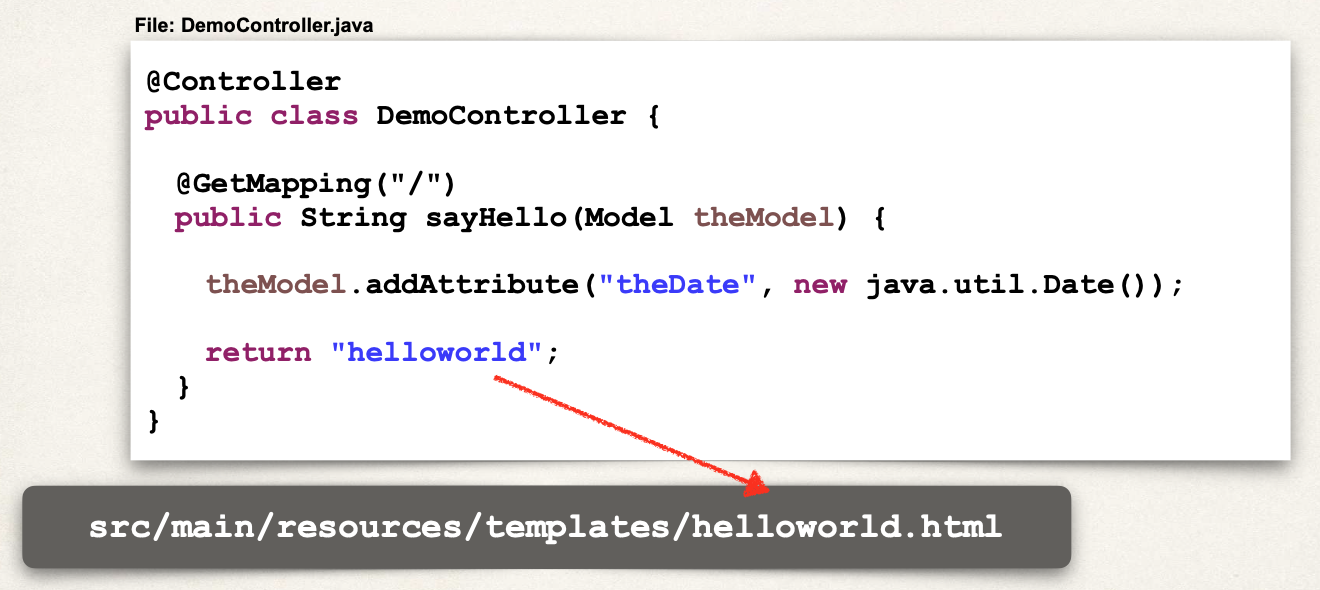 File: DemoController.java
@Controller
public class DemoController {
@GetMapping("/")
public String sayHello(Model theModel) {
theModel.addAttribute("theDate", new java.util.Date());
return "helloworld";
}
}
src/main/resources/templates/helloworld.html